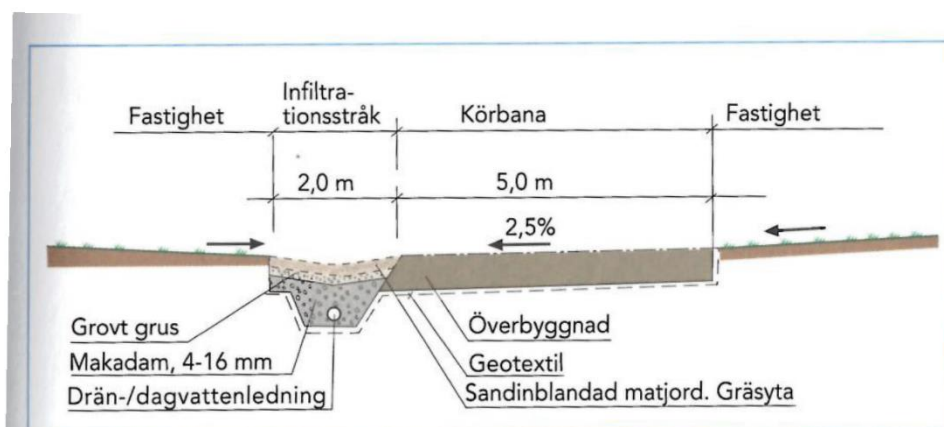 Fastighet
Infiltra-
tionsstråk
Körbana
Fastighet
2,0 m
5,0 m
2,5%
Grovt grus
Makadam, 4-16 mm
Drän-/dagvattenledning
Överbyggnad
Geotextil
Sandinblandad matjord. Gräsyta